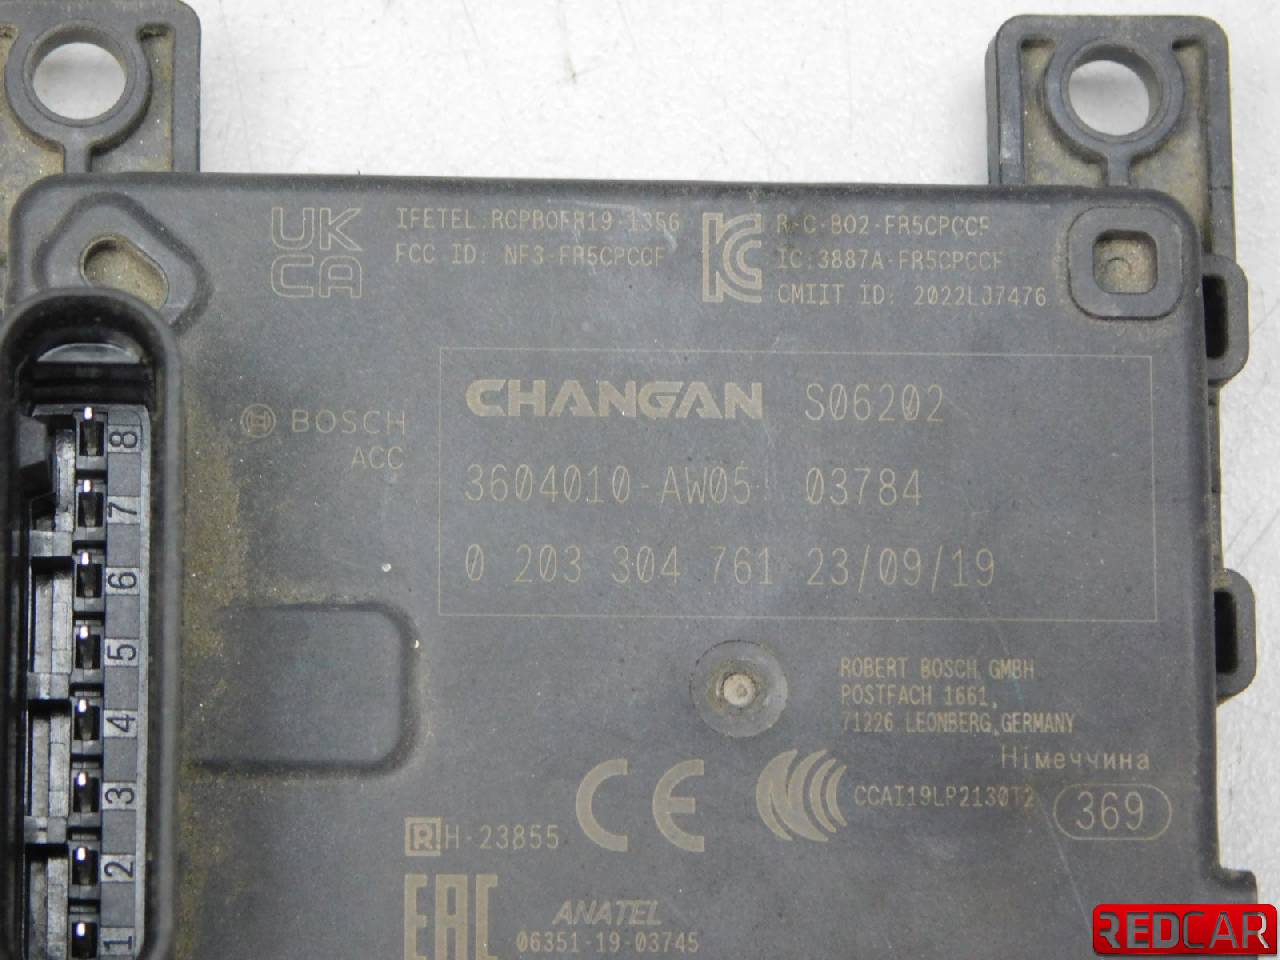 UK
CA
IFETEL:RCPBOFR19-1356
FCC ID: NF3-FR5CPCCF
R-C-BO2-FR5CPCCF
IC:3887A-FR5CPCCF
CMIIT ID: 2022LJ7476
CHANGAN S06202
3604010-AW05 03784
0 203 304 761 23/09/19
BOSCH
ACC
8
7
6
5
4
3
2
1
ROBERT BOSCH GMBH
POSTFACH 1661,
71226 LEONBERG,GERMANY
Німеччина
CE
CCAI19LP2130T2
369
R H-23855
EAC
ANATEL
06351-19-03745
REDCAR